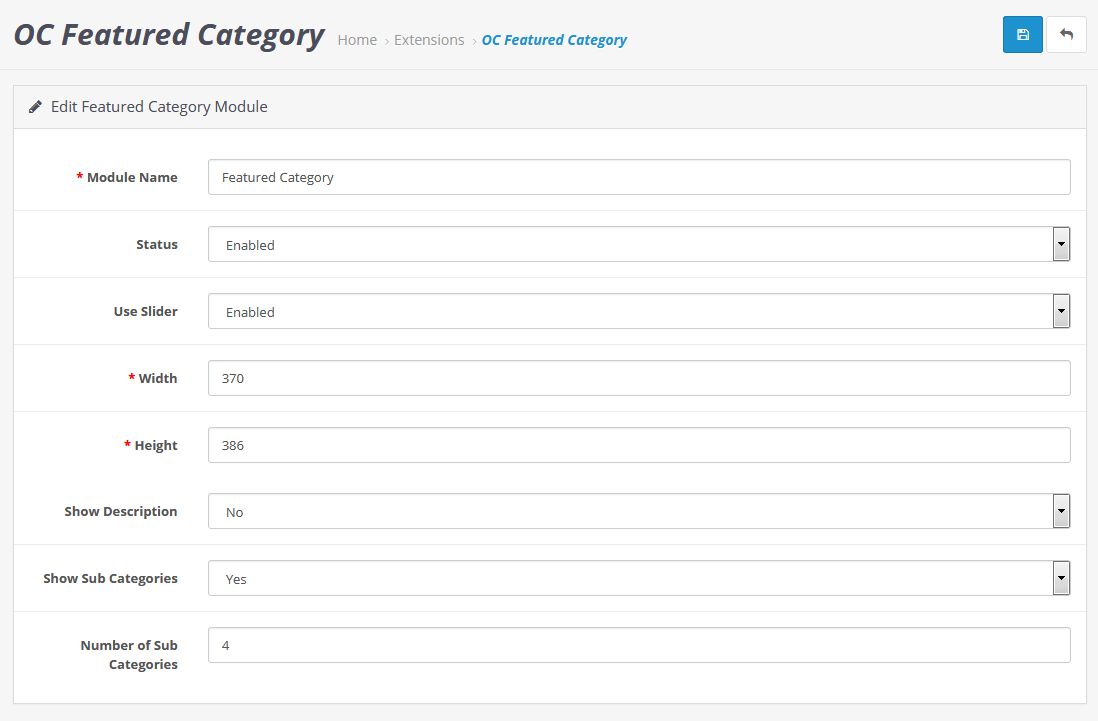 OC Featured Category Home › Extensions › OC Featured Category
Edit Featured Category Module
* Module Name Featured Category
Status Enabled
Use Slider Enabled
* Width 370
* Height 386
Show Description No
Show Sub Categories Yes
Number of Sub 4
Categories